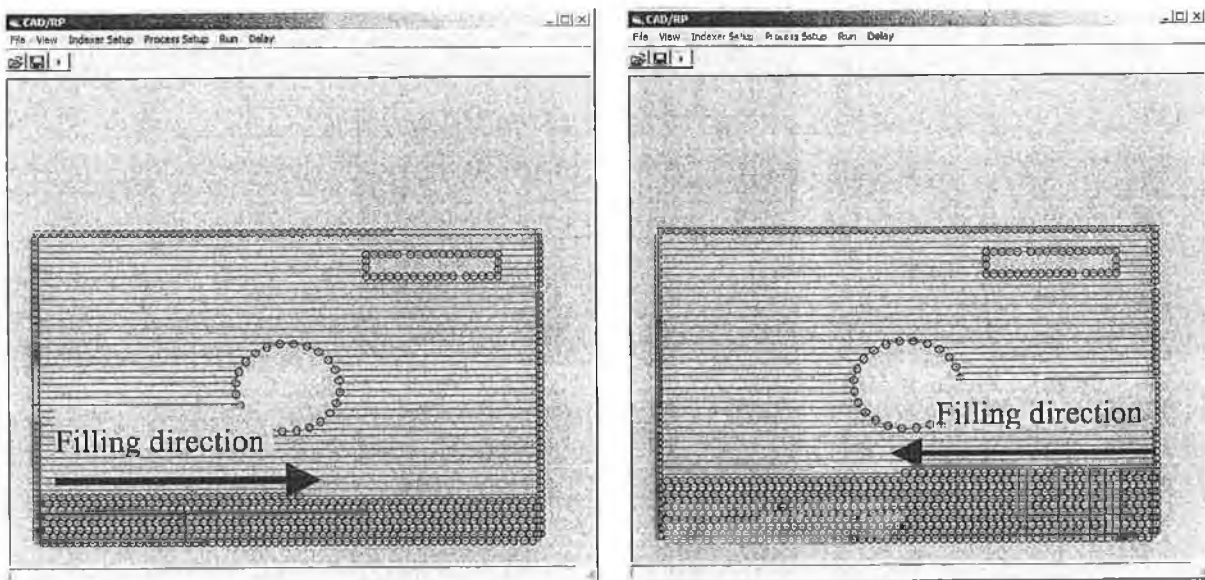 CAD/RP
File View Indexer Setup Process Setup Run Delay
Filling direction
CAD/RP
File View Indexer Setup Process Setup Run Delay
Filling direction